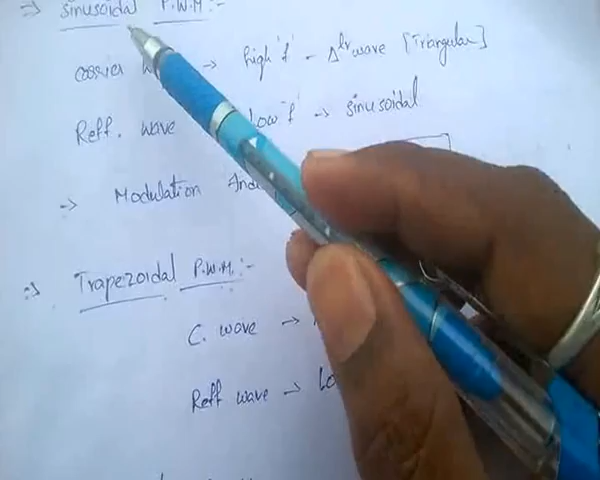 ⇒ sinusoidal P.W.M :-
carrier → high 'f' - Δlr wave [Triangular]
Reff. wave Low 'f' → sinusoidal
⇒ Modulation
⇒ Trapezoidal P.W.M. :-
C. wave →
Reff wave → Lo